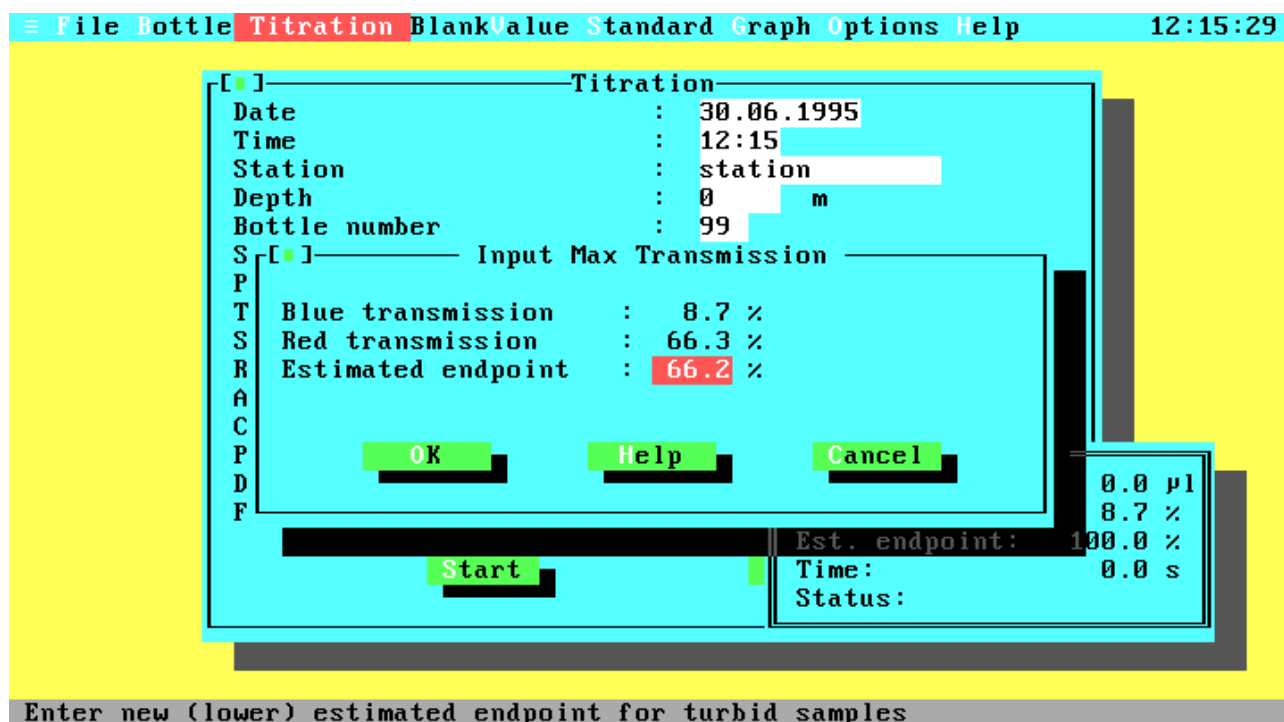 ≡ File Bottle Titration BlankValue Standard Graph Options Help 12:15:29
Titration
Date : 30.06.1995
Time : 12:15
Station : station
Depth : 0 m
Bottle number : 99
S
Input Max Transmission
P
T
Blue transmission : 8.7 %
S
Red transmission : 66.3 %
R
Estimated endpoint : 66.2 %
A
C
P
OK Help Cancel
D
0.0 µl
F
8.7 %
Est. endpoint: 100.0 %
Start
Time: 0.0 s
Status:
Enter new (lower) estimated endpoint for turbid samples